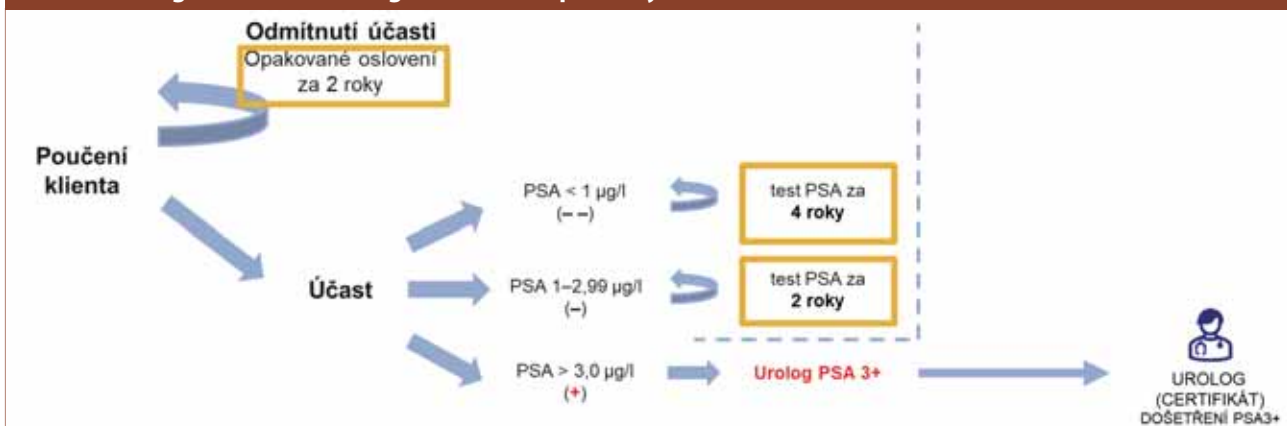 Odmítnutí účasti
Opakované oslovení
za 2 roky
Poučení
klienta
Účast
PSA < 1 µg/l
(– –)
test PSA za
4 roky
PSA 1–2,99 µg/l
(–)
test PSA za
2 roky
PSA > 3,0 µg/l
(+)
Urolog PSA 3+
UROLOG
(CERTIFIKÁT)
DOŠETŘENÍ PSA3+